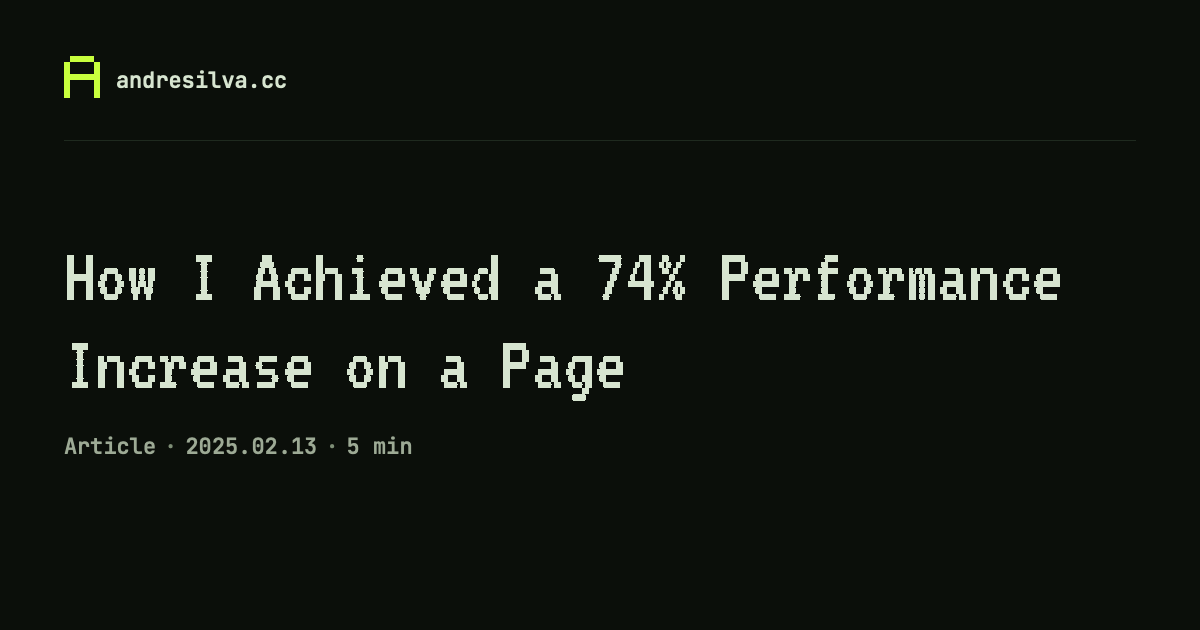 A andresilva.cc
How I Achieved a 74% Performance
Increase on a Page
Article · 2025.02.13 · 5 min